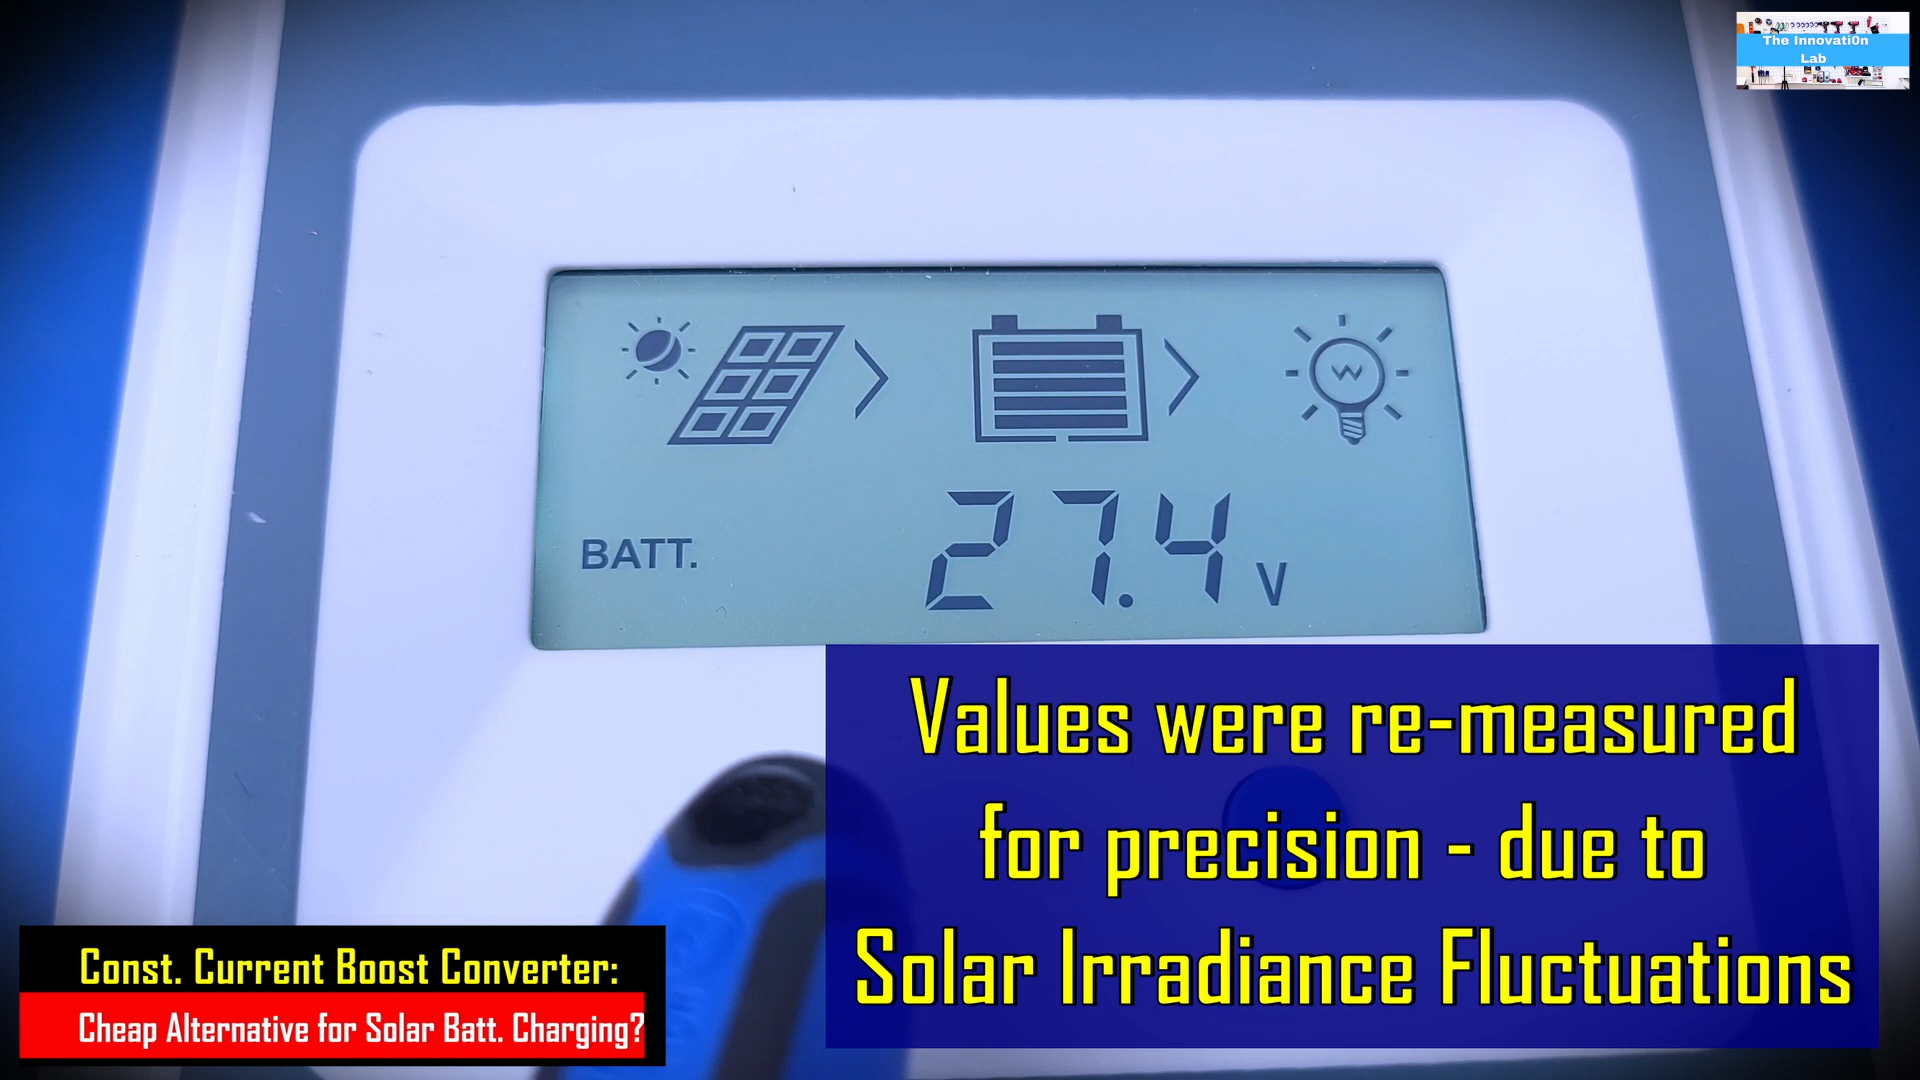 The Innovati0n
Lab
BATT.
27.4 V
Values were re-measured
for precision - due to
Solar Irradiance Fluctuations
Const. Current Boost Converter:
Cheap Alternative for Solar Batt. Charging?